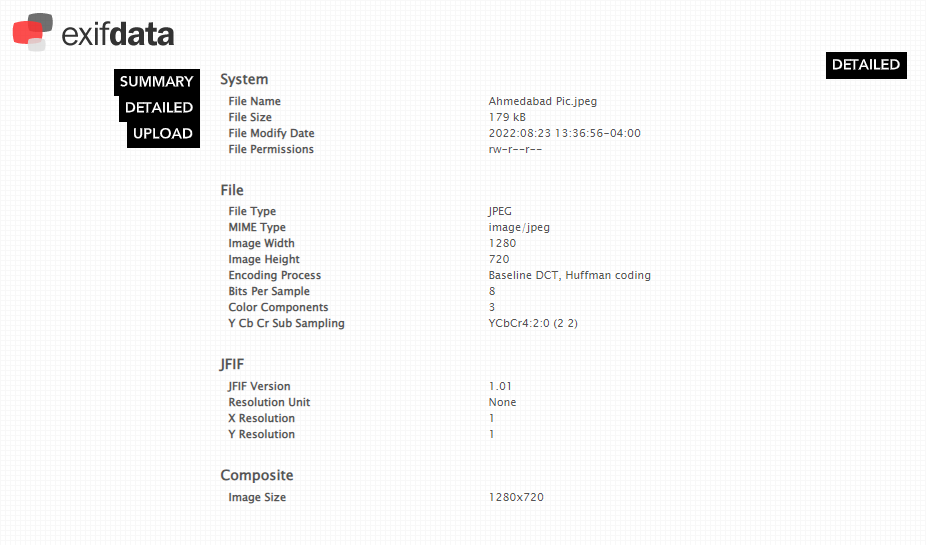 exifdata
DETAILED
SUMMARY
DETAILED
UPLOAD
System
File Name Ahmedabad Pic.jpeg
File Size 179 kB
File Modify Date 2022:08:23 13:36:56-04:00
File Permissions rw-r--r--
File
File Type JPEG
MIME Type image/jpeg
Image Width 1280
Image Height 720
Encoding Process Baseline DCT, Huffman coding
Bits Per Sample 8
Color Components 3
Y Cb Cr Sub Sampling YCbCr4:2:0 (2 2)
JFIF
JFIF Version 1.01
Resolution Unit None
X Resolution 1
Y Resolution 1
Composite
Image Size 1280x720